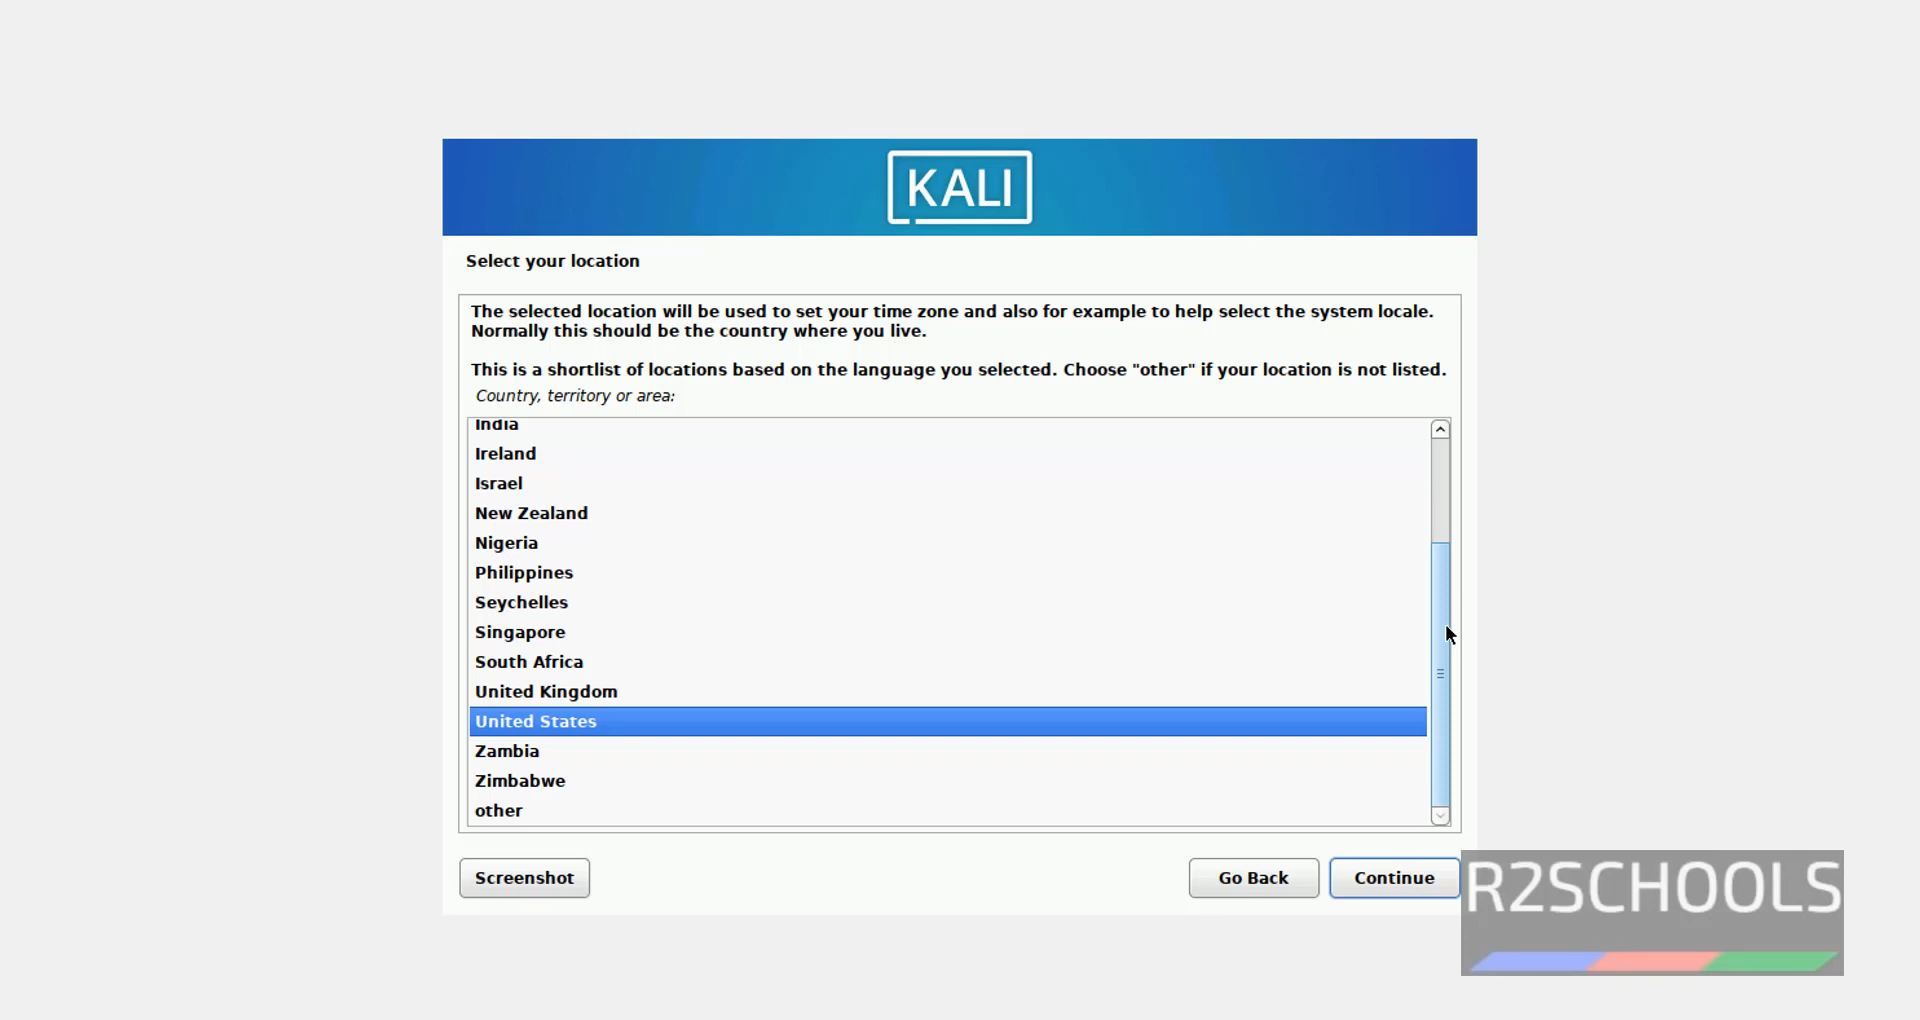 KALI
Select your location
The selected location will be used to set your time zone and also for example to help select the system locale.
Normally this should be the country where you live.
This is a shortlist of locations based on the language you selected. Choose "other" if your location is not listed.
Country, territory or area:
India
Ireland
Israel
New Zealand
Nigeria
Philippines
Seychelles
Singapore
South Africa
United Kingdom
United States
Zambia
Zimbabwe
other
Screenshot
Go Back
Continue
R2SCHOOLS